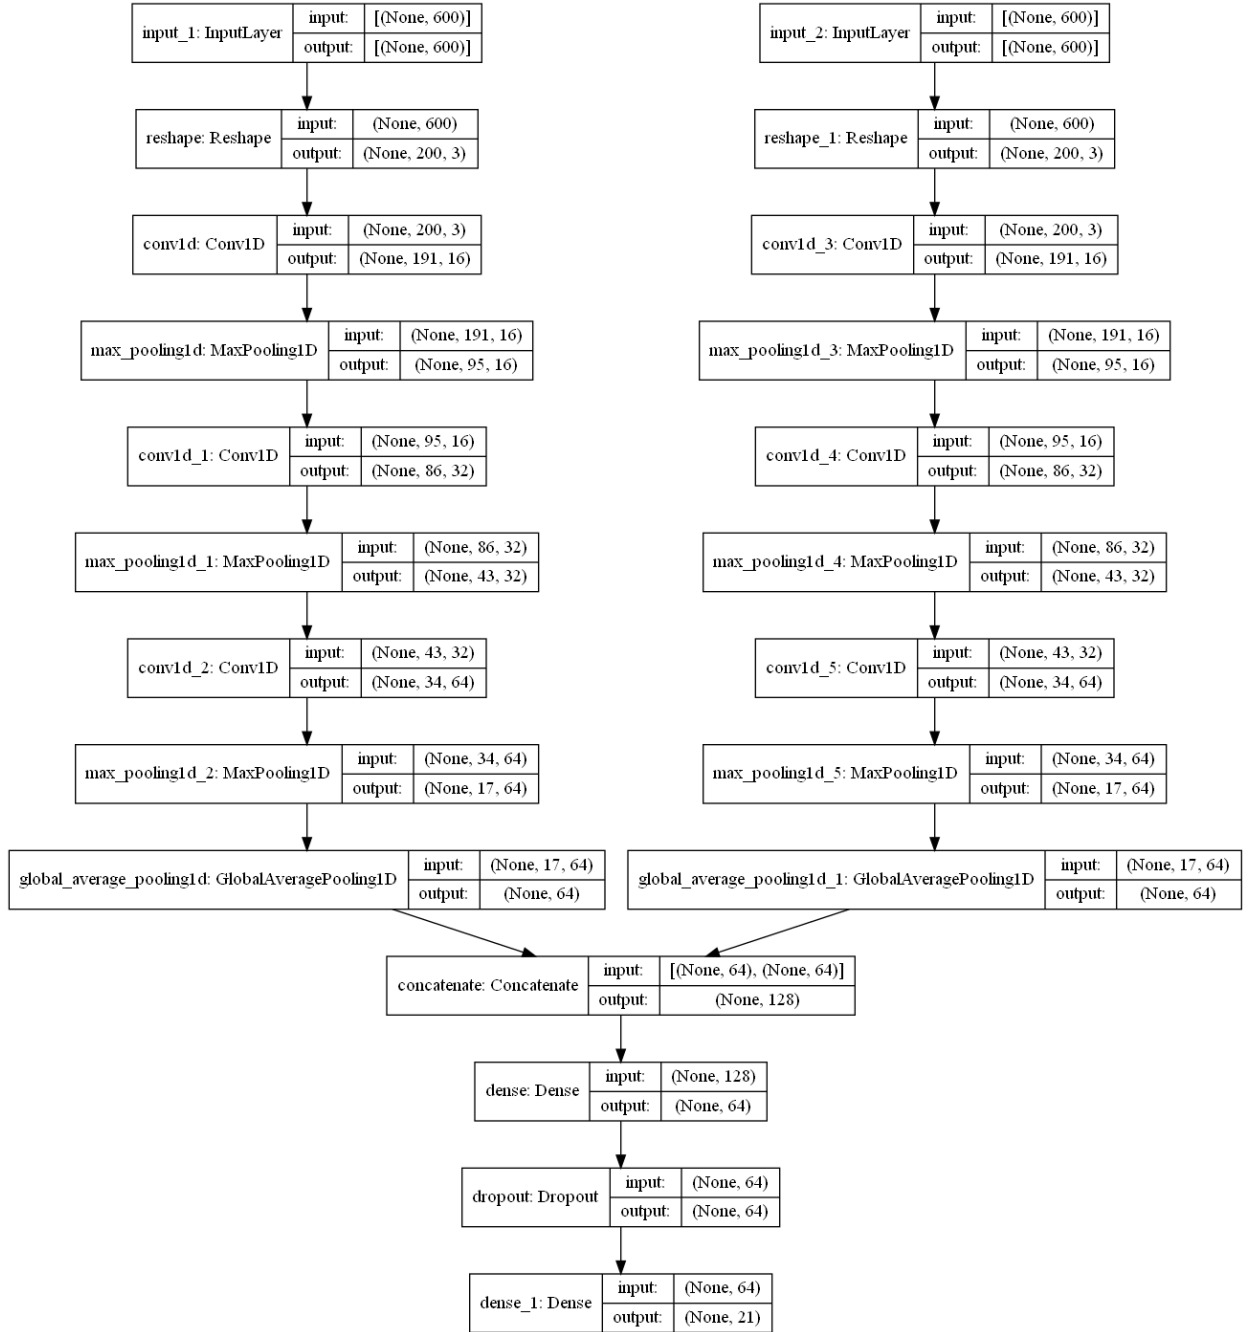 input_1: InputLayer
input: [(None, 600)]
output: [(None, 600)]
input_2: InputLayer
input: [(None, 600)]
output: [(None, 600)]
reshape: Reshape
input: (None, 600)
output: (None, 200, 3)
reshape_1: Reshape
input: (None, 600)
output: (None, 200, 3)
conv1d: Conv1D
input: (None, 200, 3)
output: (None, 191, 16)
conv1d_3: Conv1D
input: (None, 200, 3)
output: (None, 191, 16)
max_pooling1d: MaxPooling1D
input: (None, 191, 16)
output: (None, 95, 16)
max_pooling1d_3: MaxPooling1D
input: (None, 191, 16)
output: (None, 95, 16)
conv1d_1: Conv1D
input: (None, 95, 16)
output: (None, 86, 32)
conv1d_4: Conv1D
input: (None, 95, 16)
output: (None, 86, 32)
max_pooling1d_1: MaxPooling1D
input: (None, 86, 32)
output: (None, 43, 32)
max_pooling1d_4: MaxPooling1D
input: (None, 86, 32)
output: (None, 43, 32)
conv1d_2: Conv1D
input: (None, 43, 32)
output: (None, 34, 64)
conv1d_5: Conv1D
input: (None, 43, 32)
output: (None, 34, 64)
max_pooling1d_2: MaxPooling1D
input: (None, 34, 64)
output: (None, 17, 64)
max_pooling1d_5: MaxPooling1D
input: (None, 34, 64)
output: (None, 17, 64)
global_average_pooling1d: GlobalAveragePooling1D
input: (None, 17, 64)
output: (None, 64)
global_average_pooling1d_1: GlobalAveragePooling1D
input: (None, 17, 64)
output: (None, 64)
concatenate: Concatenate
input: [(None, 64), (None, 64)]
output: (None, 128)
dense: Dense
input: (None, 128)
output: (None, 64)
dropout: Dropout
input: (None, 64)
output: (None, 64)
dense_1: Dense
input: (None, 64)
output: (None, 21)